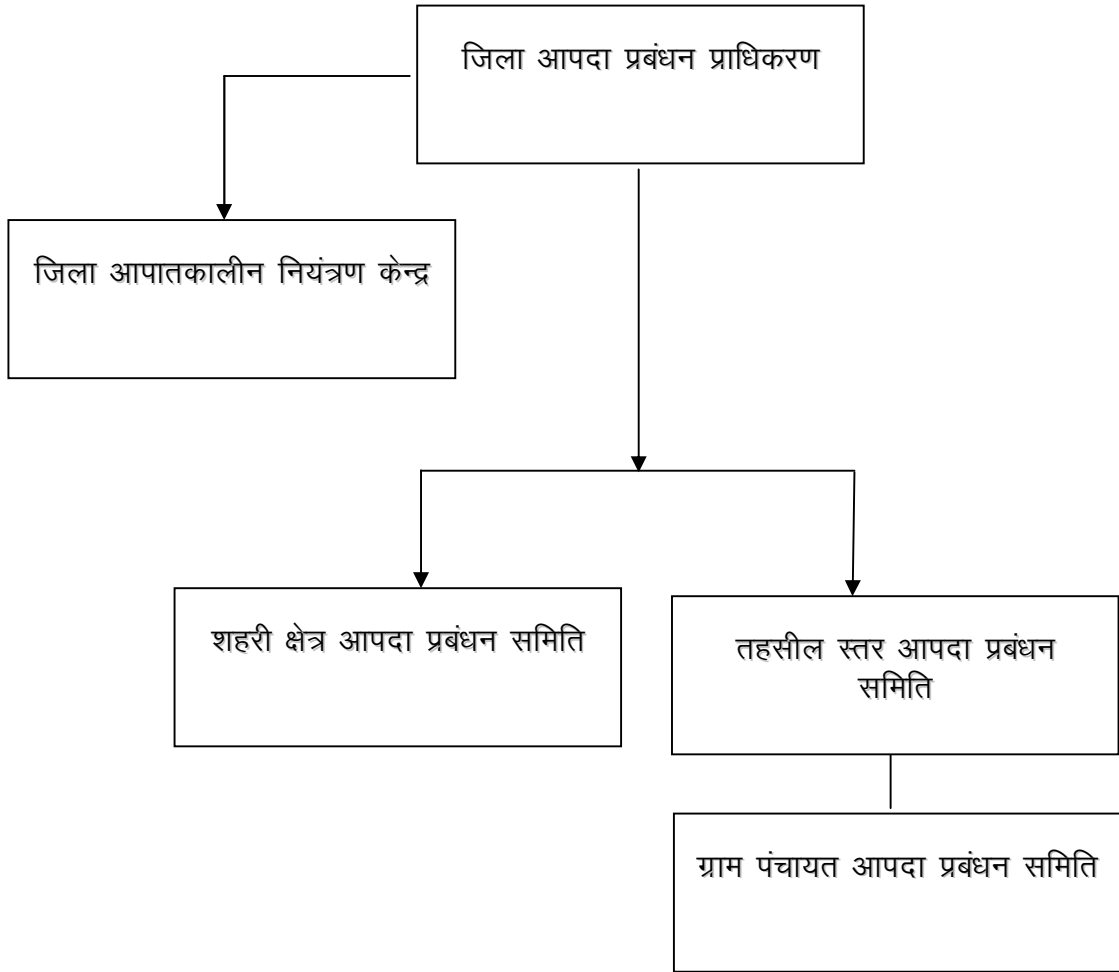 जिला आपदा प्रबंधन प्राधिकरण
जिला आपातकालीन नियंत्रण केन्द्र
शहरी क्षेत्र आपदा प्रबंधन समिति
तहसील स्तर आपदा प्रबंधन
समिति
ग्राम पंचायत आपदा प्रबंधन समिति